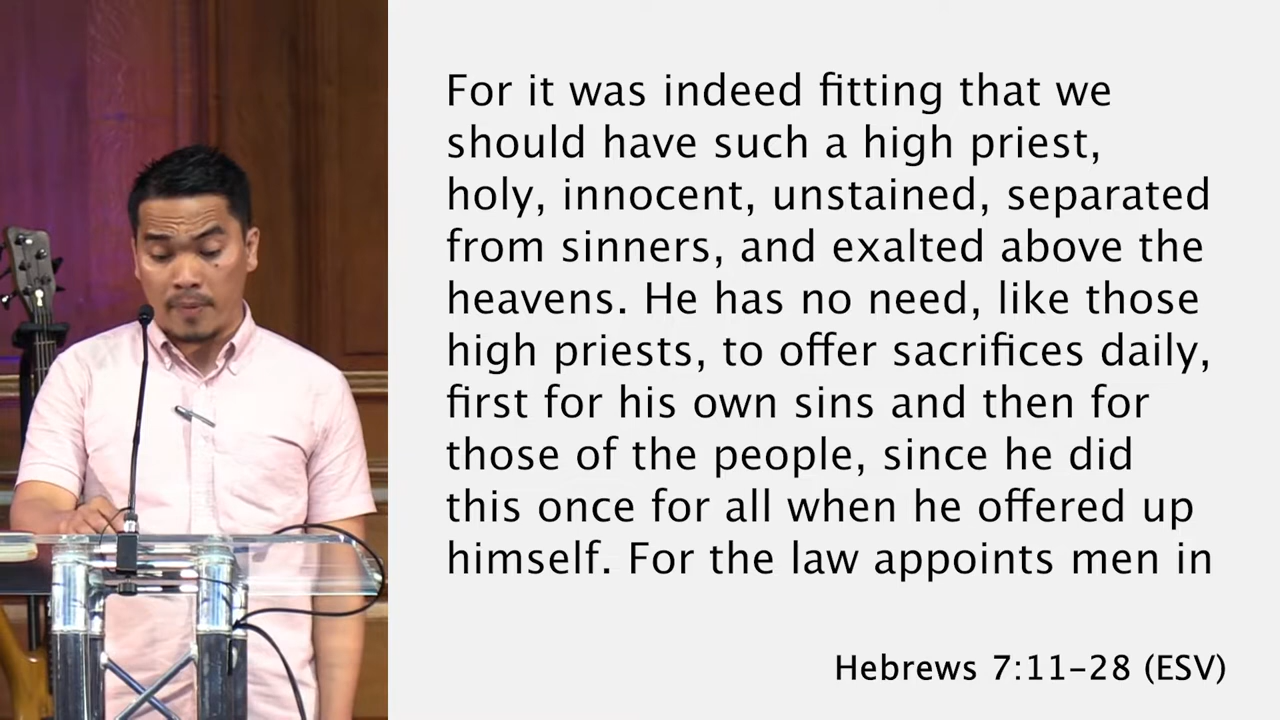 For it was indeed fitting that we
should have such a high priest,
holy, innocent, unstained, separated
from sinners, and exalted above the
heavens. He has no need, like those
high priests, to offer sacrifices daily,
first for his own sins and then for
those of the people, since he did
this once for all when he offered up
himself. For the law appoints men in
Hebrews 7:11–28 (ESV)